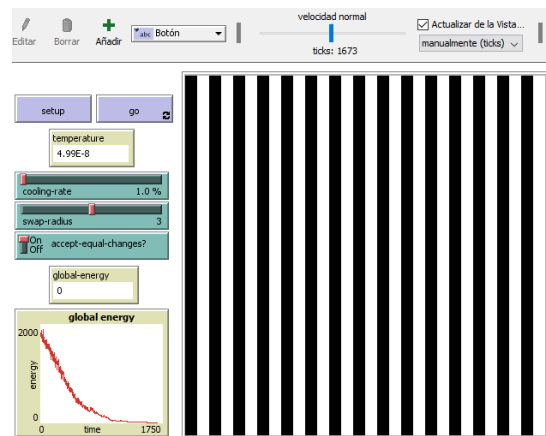 velocidad normal
Editar Borrar Añadir abc Botón
ticks: 1673
Actualizar de la Vista...
manualmente (ticks)
setup go
temperature
4.99E-8
cooling-rate 1.0 %
swap-radius 3
On
Off
accept-equal-changes?
global-energy
0
global energy
2000
energy
0
0 time 1750